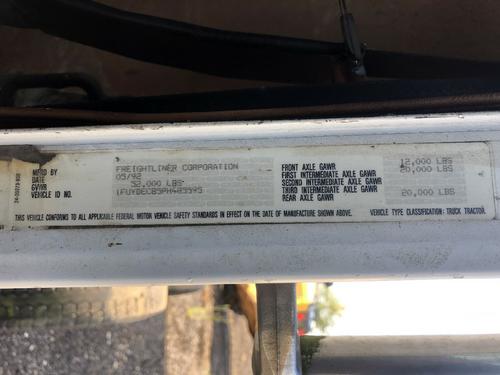 MFRD BY FREIGHTLINER CORPORATION
DATE 05/92
GVWR 52,000 LBS
VEHICLE ID NO.
FRONT AXLE GAWR 12,000 LBS
FIRST INTERMEDIATE AXLE GAWR 20,000 LBS
SECOND INTERMEDIATE AXLE GAWR
THIRD INTERMEDIATE AXLE GAWR
REAR AXLE GAWR 20,000 LBS
THIS VEHICLE CONFORMS TO ALL APPLICABLE FEDERAL MOTOR VEHICLE SAFETY STANDARDS IN EFFECT ON THE DATE OF MANUFACTURE SHOWN ABOVE. VEHICLE TYPE CLASSIFICATION: TRUCK TRACTOR.